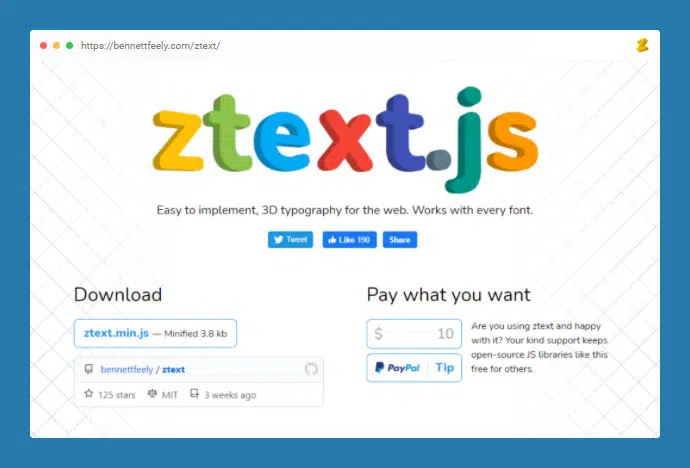 https://bennettfeely.com/ztext/
ztext.js
Easy to implement, 3D typography for the web. Works with every font.
Tweet
Like 190
Share
Download
ztext.min.js — Minified 3.8 kb
bennettfeely / ztext
125 stars
MIT
3 weeks ago
Pay what you want
$ 10
PayPal Tip
Are you using ztext and happy
with it? Your kind support keeps
open-source JS libraries like this
free for others.